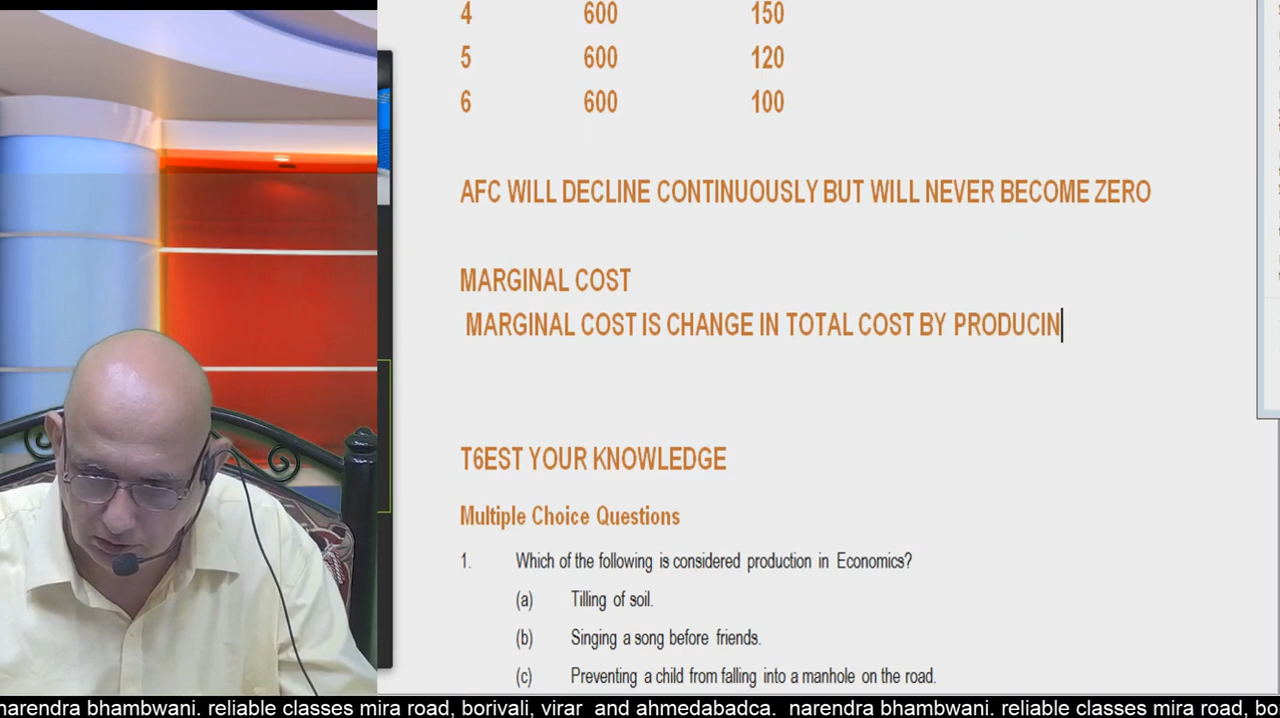 4 600 150
5 600 120
6 600 100
AFC WILL DECLINE CONTINUOUSLY BUT WILL NEVER BECOME ZERO
MARGINAL COST
MARGINAL COST IS CHANGE IN TOTAL COST BY PRODUCIN
T6EST YOUR KNOWLEDGE
Multiple Choice Questions
1. Which of the following is considered production in Economics?
(a) Tilling of soil.
(b) Singing a song before friends.
(c) Preventing a child from falling into a manhole on the road.
narendra bhambwani. reliable classes mira road, borivali, virar and ahmedabadca. narendra bhambwani. reliable classes mira road, bo